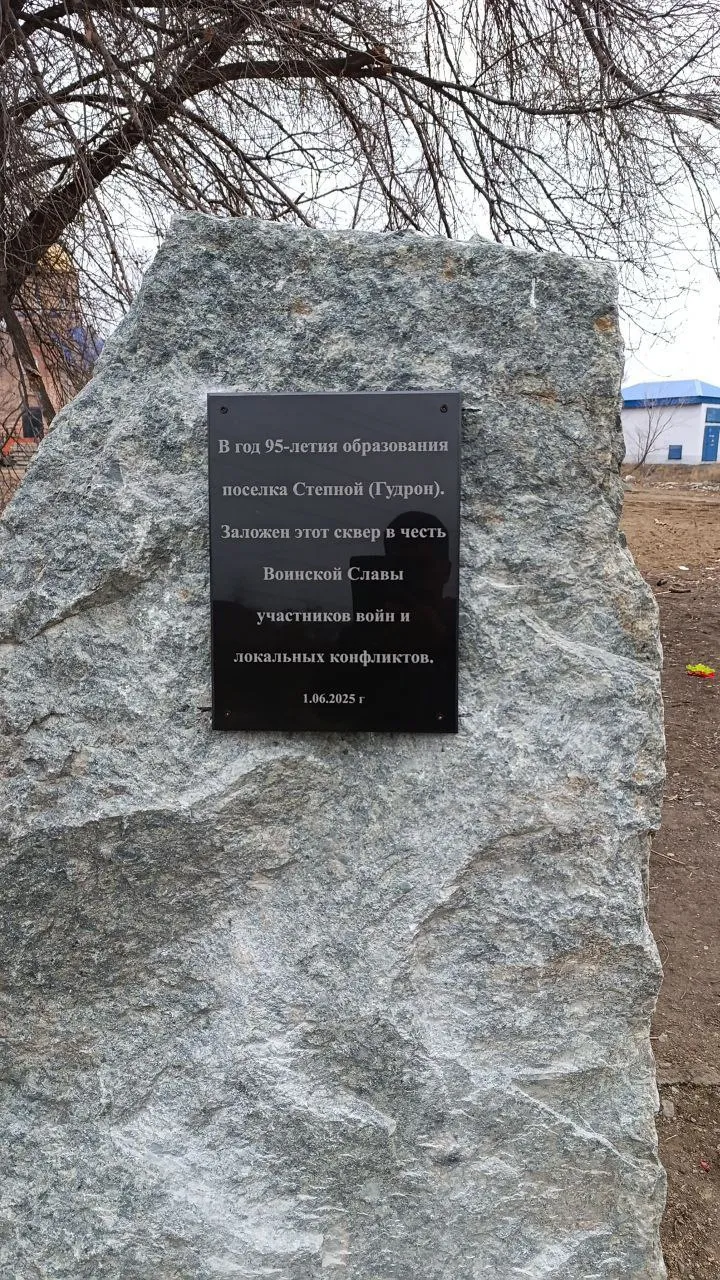 В год 95-летия образования
поселка Степной (Гудрон).
Заложен этот сквер в честь
Воинской Славы
участников войн и
локальных конфликтов.
1.06.2025 г